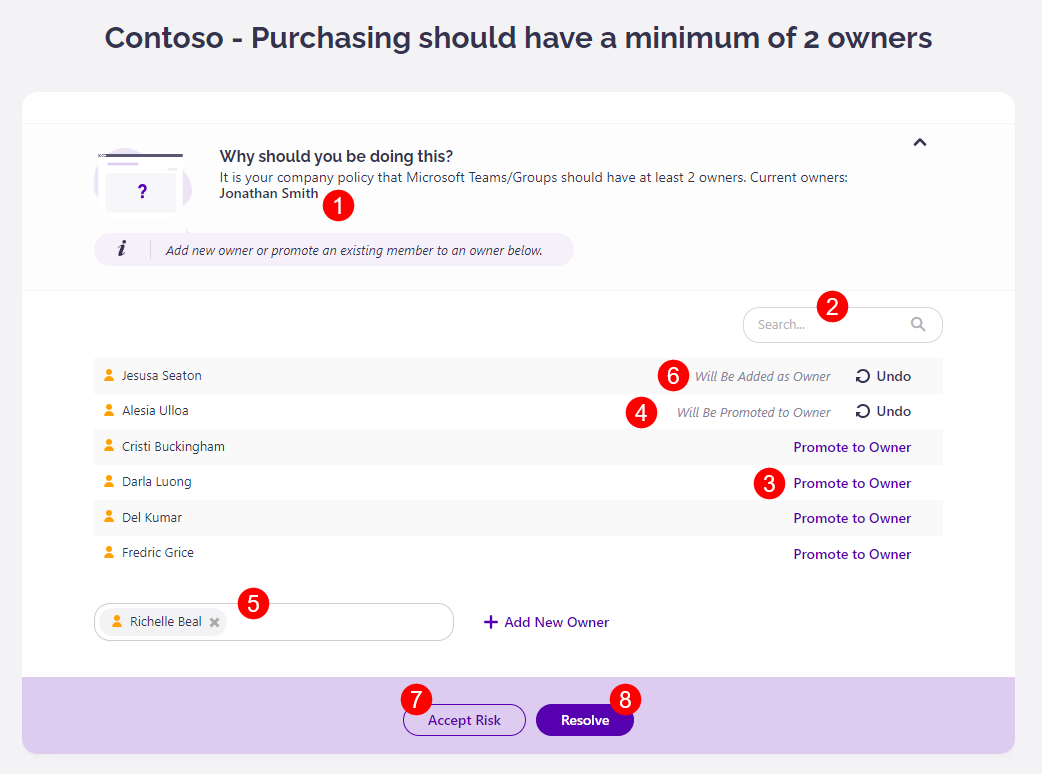 Contoso - Purchasing should have a minimum of 2 owners
Why should you be doing this?
It is your company policy that Microsoft Teams/Groups should have at least 2 owners. Current owners:
Jonathan Smith
1
?
i
Add new owner or promote an existing member to an owner below.
2
Search...
Jesusa Seaton 6 Will Be Added as Owner Undo
Alesia Ulloa 4 Will Be Promoted to Owner Undo
Cristi Buckingham Promote to Owner
Darla Luong 3 Promote to Owner
Del Kumar Promote to Owner
Fredric Grice Promote to Owner
5
Richelle Beal Add New Owner
7 8
Accept Risk Resolve